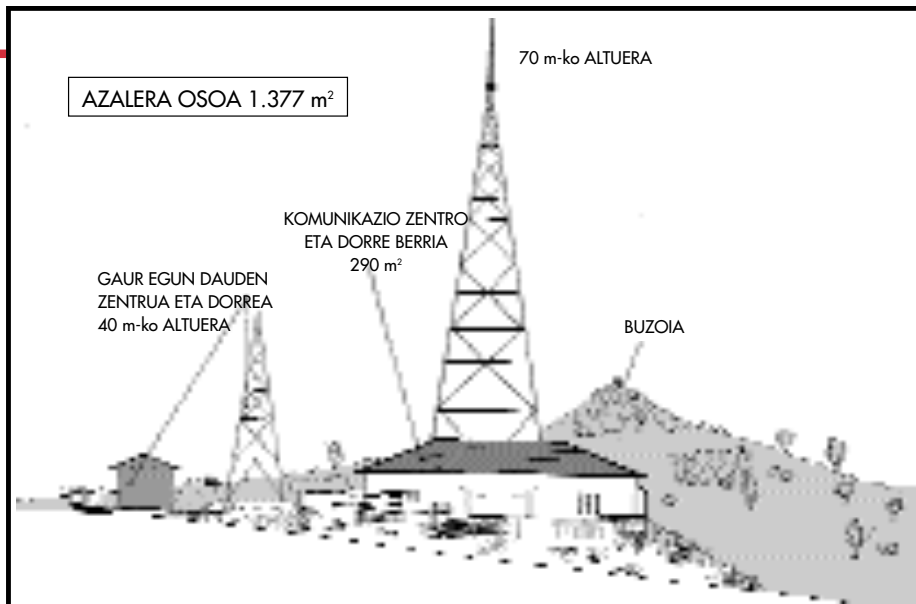 70 m-ko ALTUERA
AZALERA OSOA 1.377 m²
KOMUNIKAZIO ZENTRO
ETA DORRE BERRIA
290 m²
GAUR EGUN DAUDEN
ZENTRUA ETA DORREA
40 m-ko ALTUERA
BUZOIA